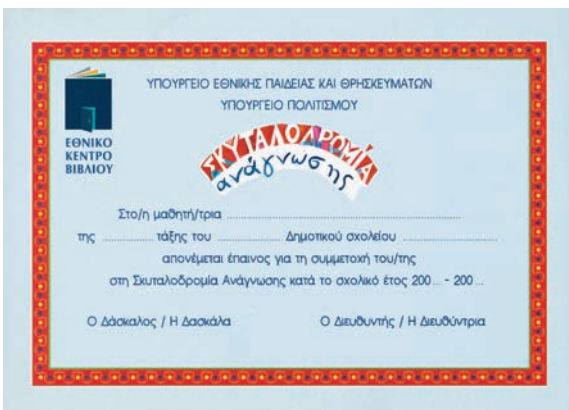 ΥΠΟΥΡΓΕΙΟ ΕΘΝΙΚΗΣ ΠΑΙΔΕΙΑΣ ΚΑΙ ΘΡΗΣΚΕΥΜΑΤΩΝ
ΥΠΟΥΡΓΕΙΟ ΠΟΛΙΤΙΣΜΟΥ
ΕΘΝΙΚΟ
ΚΕΝΤΡΟ
ΒΙΒΛΙΟΥ
ΣΚΥΤΑΛΟΔΡΟΜΙΑ
ανάγνωσης
Στο/η μαθητή/τρια ................................................
της ............... τάξης του ................... Δημοτικού σχολείου ......................
απονέμεται έπαινος για τη συμμετοχή του/της
στη Σκυταλοδρομία Ανάγνωσης κατά το σχολικό έτος 200 ... - 200 ...
Ο Δάσκαλος / Η Δασκάλα Ο Διευθυντής / Η Διευθύντρια